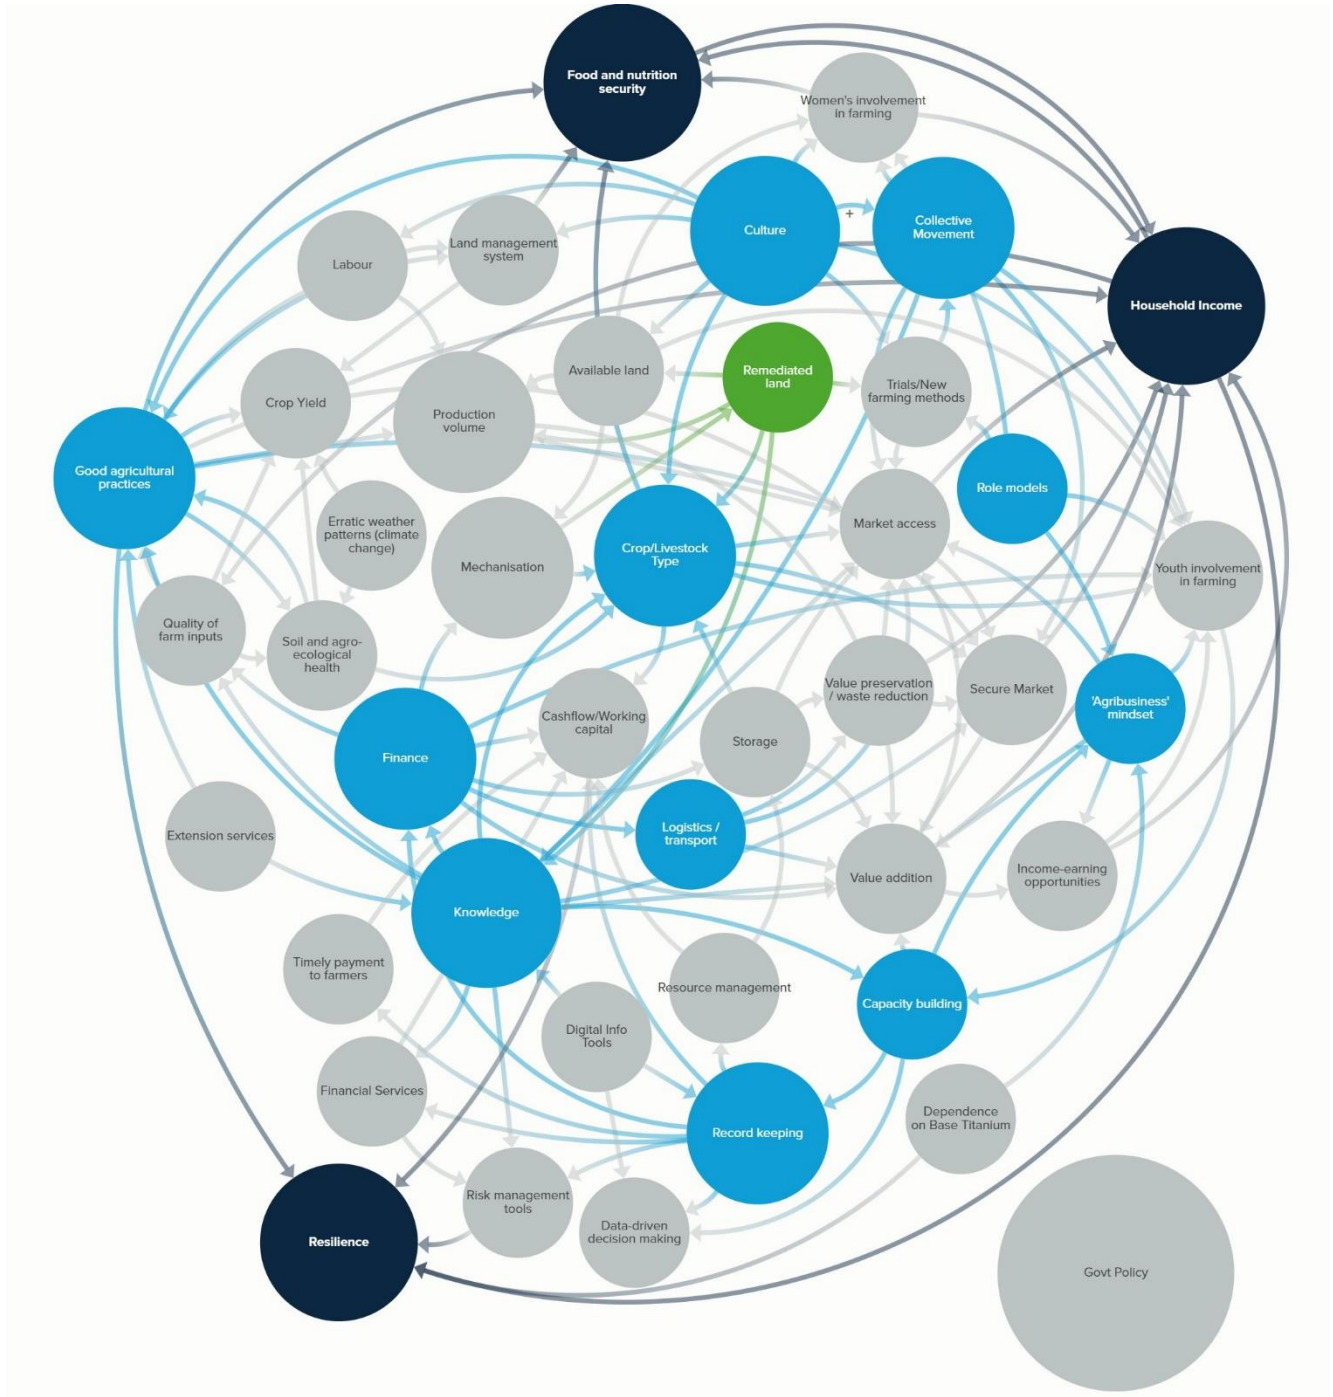 Food and nutrition
security
Women's involvement
in farming
Culture
+
Collective
Movement
Land management
system
Labour
Household Income
Available land
Remediated
land
Trials/New
farming methods
Crop Yield
Production
volume
Good agricultural
practices
Role models
Erratic weather
patterns (climate
change)
Market access
Crop/Livestock
Type
Mechanisation
Youth involvement
in farming
Quality of
farm inputs
Soil and agro-
ecological
health
Value preservation
/ waste reduction
Secure Market
'Agribusiness'
mindset
Cashflow/Working
capital
Storage
Finance
Extension services
Logistics /
transport
Value addition
Income-earning
opportunities
Knowledge
Timely payment
to farmers
Resource management
Capacity building
Digital Info
Tools
Financial Services
Record keeping
Dependence
on Base Titanium
Risk management
tools
Data-driven
decision making
Resilience
Govt Policy